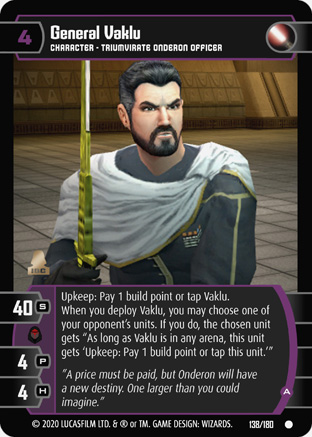 4
General Vaklu
CHARACTER • TRIUMVIRATE ONDERON OFFICER
40 S
4 P
4 H
Upkeep: Pay 1 build point or tap Vaklu.
When you deploy Vaklu, you may choose one of
your opponent's units. If you do, the chosen unit
gets “As long as Vaklu is in any arena, this unit
gets ‘Upkeep: Pay 1 build point or tap this unit.’”
“A price must be paid, but Onderon will have
a new destiny. One larger than you could
imagine.”
A
© 2020 LUCASFILM LTD. & ® or TM. GAME DESIGN: WIZARDS.
138/180